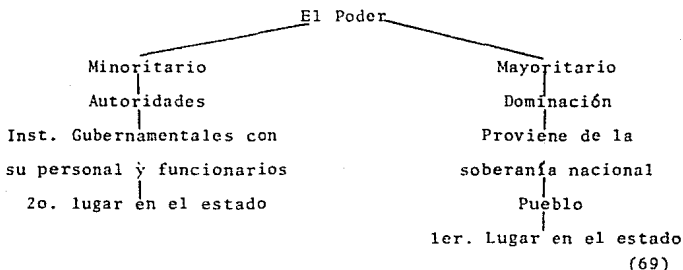 El Poder
Minoritario
Autoridades
Inst. Gubernamentales con
su personal y funcionarios
2o. lugar en el estado
Mayoritario
Dominación
Proviene de la
soberanía nacional
Pueblo
1er. Lugar en el estado
(69)